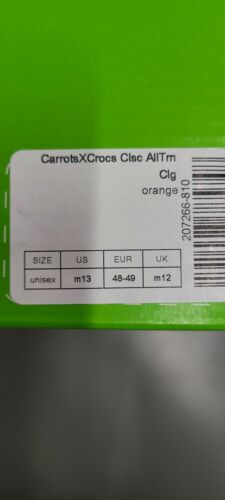 CarrotsXCrocs Clsc AllTrn
Clg
orange
207266-810
SIZE US EUR UK
unisex m13 48-49 m12